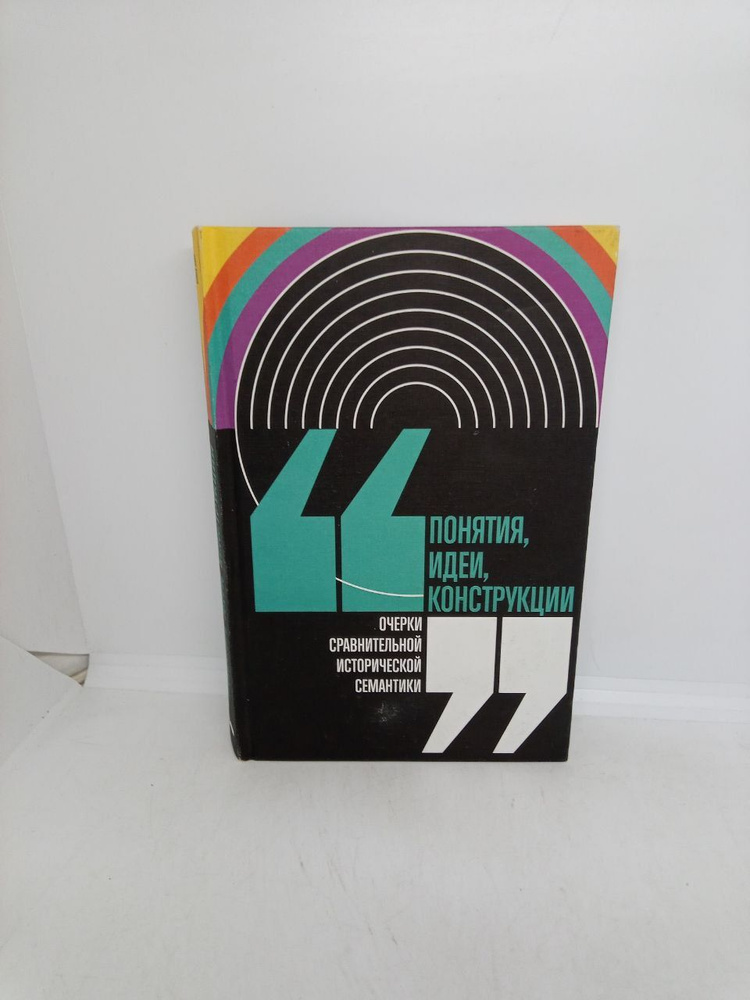 ПОНЯТИЯ,
ИДЕИ,
КОНСТРУКЦИИ
ОЧЕРКИ
СРАВНИТЕЛЬНОЙ
ИСТОРИЧЕСКОЙ
СЕМАНТИКИ